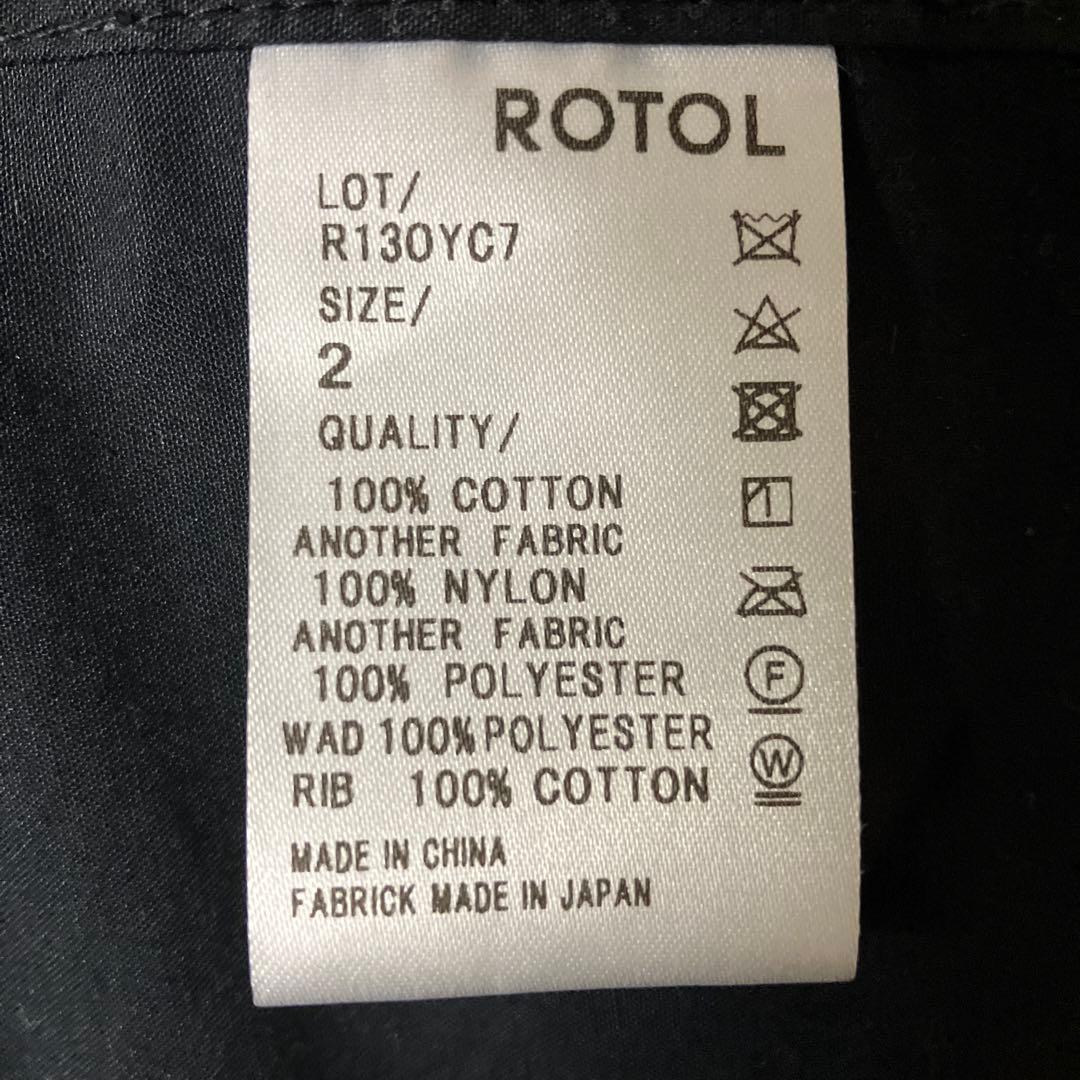 ROTOL
LOT/
R130YC7
SIZE/
2
QUALITY/
100% COTTON
ANOTHER FABRIC
100% NYLON
ANOTHER FABRIC
100% POLYESTER
WAD 100% POLYESTER
RIB 100% COTTON
MADE IN CHINA
FABRICK MADE IN JAPAN
1
F
W